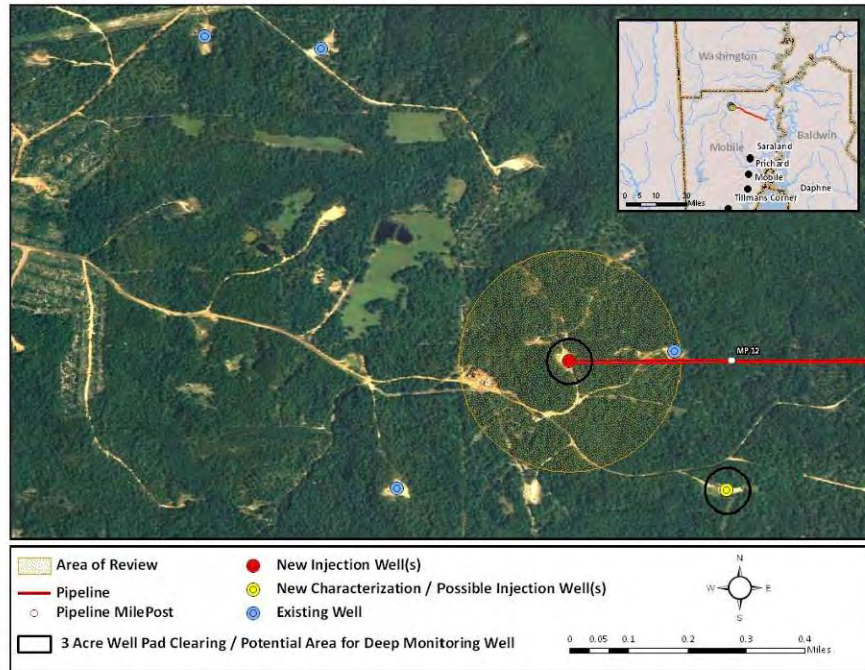 Washington
Baldwin
Mobile
Saraland
Prichard
Mobile
Daphne
Tillmans Corner
0 5 10 20
Miles
MP 12
Area of Review
Pipeline
Pipeline MilePost
New Injection Well(s)
New Characterization / Possible Injection Well(s)
Existing Well
3 Acre Well Pad Clearing / Potential Area for Deep Monitoring Well
N
W E
S
0 0.05 0.1 0.2 0.3 0.4
Miles